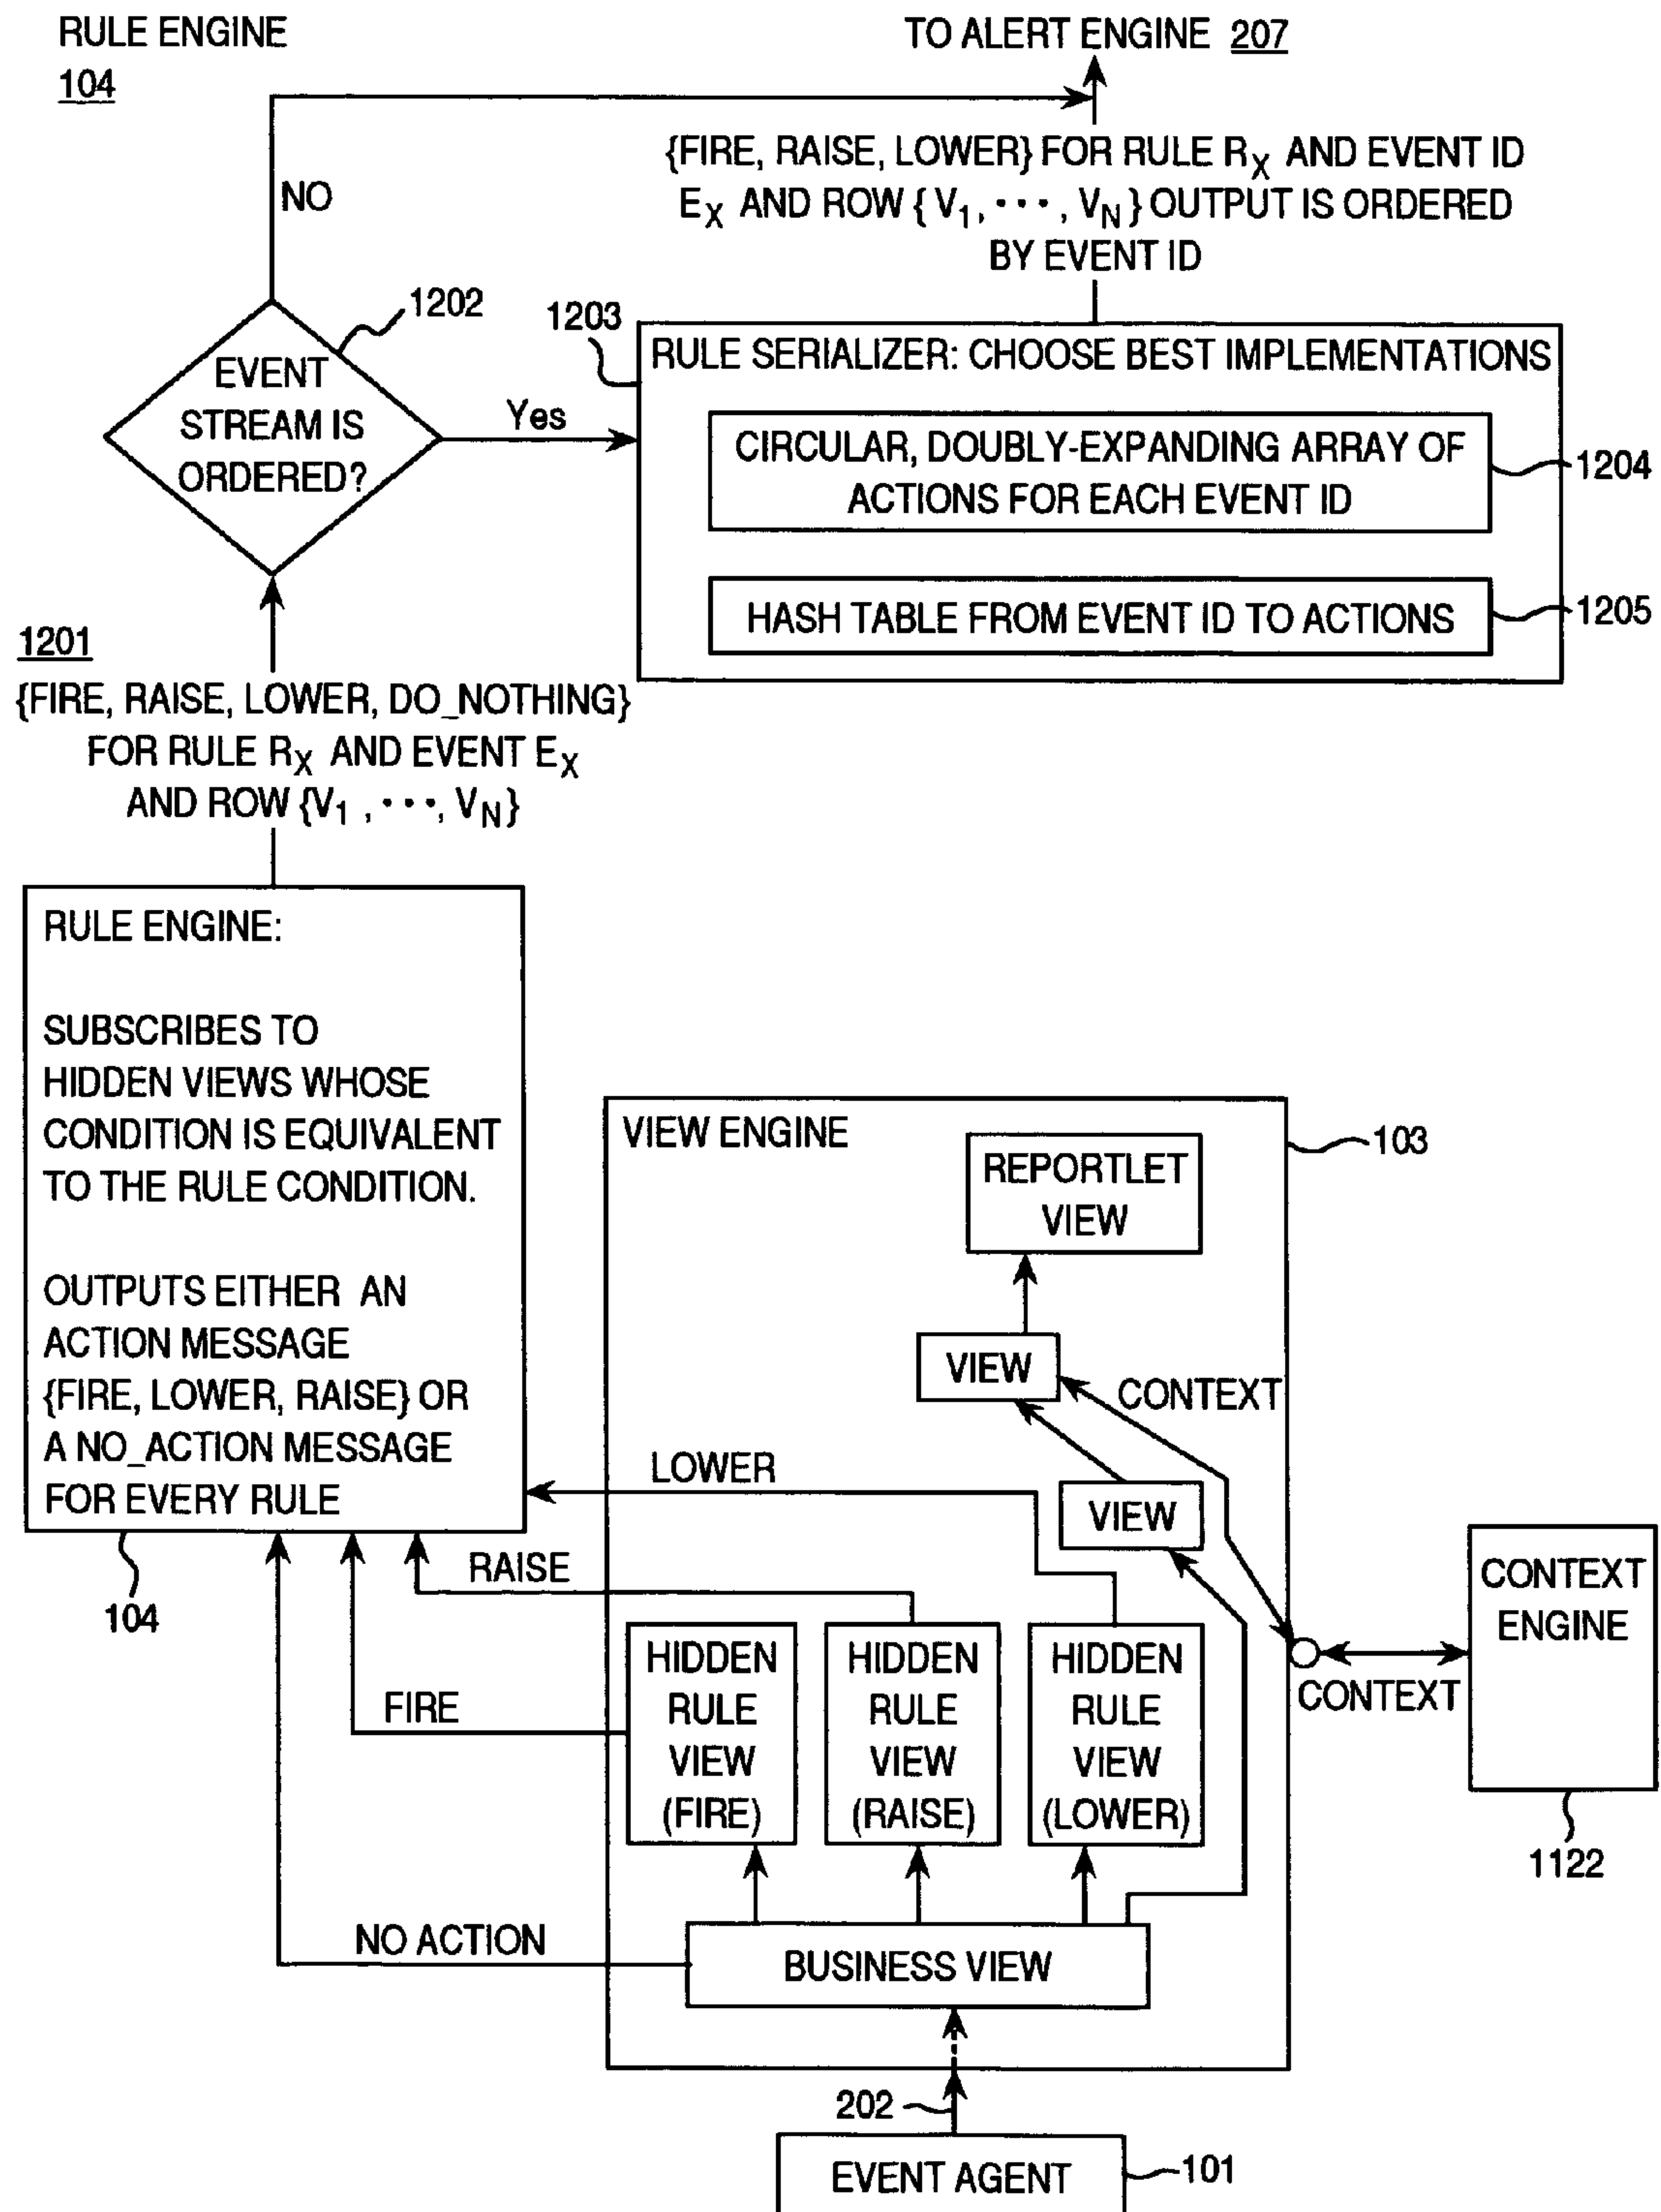 RULE ENGINE
104
TO ALERT ENGINE 207
{FIRE, RAISE, LOWER} FOR RULE RX AND EVENT ID
EX AND ROW { V1, ···, VN } OUTPUT IS ORDERED
BY EVENT ID
NO
1202
EVENT
STREAM IS
ORDERED?
Yes
1203
RULE SERIALIZER: CHOOSE BEST IMPLEMENTATIONS
CIRCULAR, DOUBLY-EXPANDING ARRAY OF
ACTIONS FOR EACH EVENT ID
1204
HASH TABLE FROM EVENT ID TO ACTIONS
1205
1201
{FIRE, RAISE, LOWER, DO_NOTHING}
FOR RULE RX AND EVENT EX
AND ROW {V1 , ···, VN}
RULE ENGINE:
SUBSCRIBES TO
HIDDEN VIEWS WHOSE
CONDITION IS EQUIVALENT
TO THE RULE CONDITION.
OUTPUTS EITHER AN
ACTION MESSAGE
{FIRE, LOWER, RAISE} OR
A NO_ACTION MESSAGE
FOR EVERY RULE
104
VIEW ENGINE
103
REPORTLET
VIEW
VIEW
CONTEXT
VIEW
LOWER
RAISE
FIRE
NO ACTION
HIDDEN
RULE
VIEW
(FIRE)
HIDDEN
RULE
VIEW
(RAISE)
HIDDEN
RULE
VIEW
(LOWER)
CONTEXT
CONTEXT
ENGINE
1122
BUSINESS VIEW
202
EVENT AGENT
101